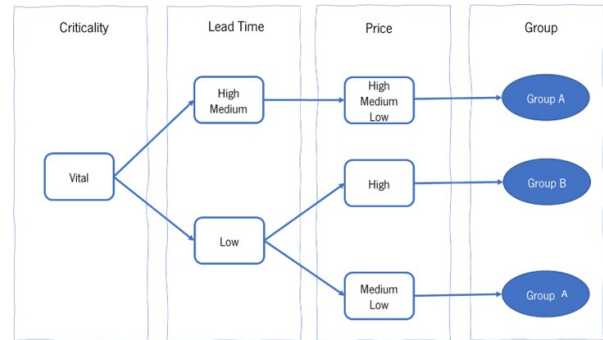 Criticality
Lead Time
Price
Group
High
Medium
High
Medium
Low
Group A
Vital
High
Group B
Low
Medium
Low
Group A